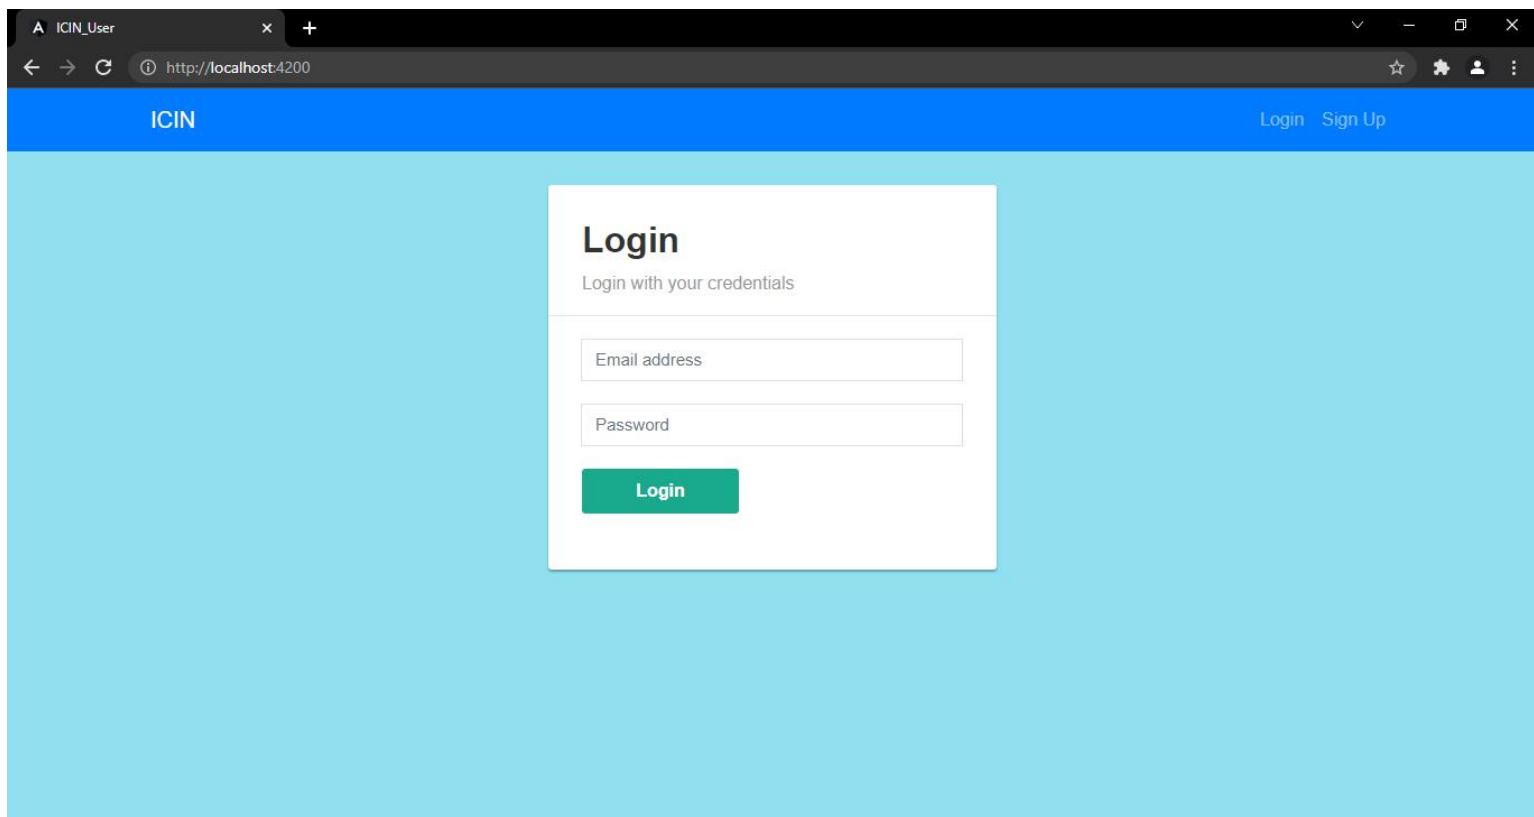 ICIN_User
http://localhost:4200
ICIN Login Sign Up
Login
Login with your credentials
Email address
Password
Login